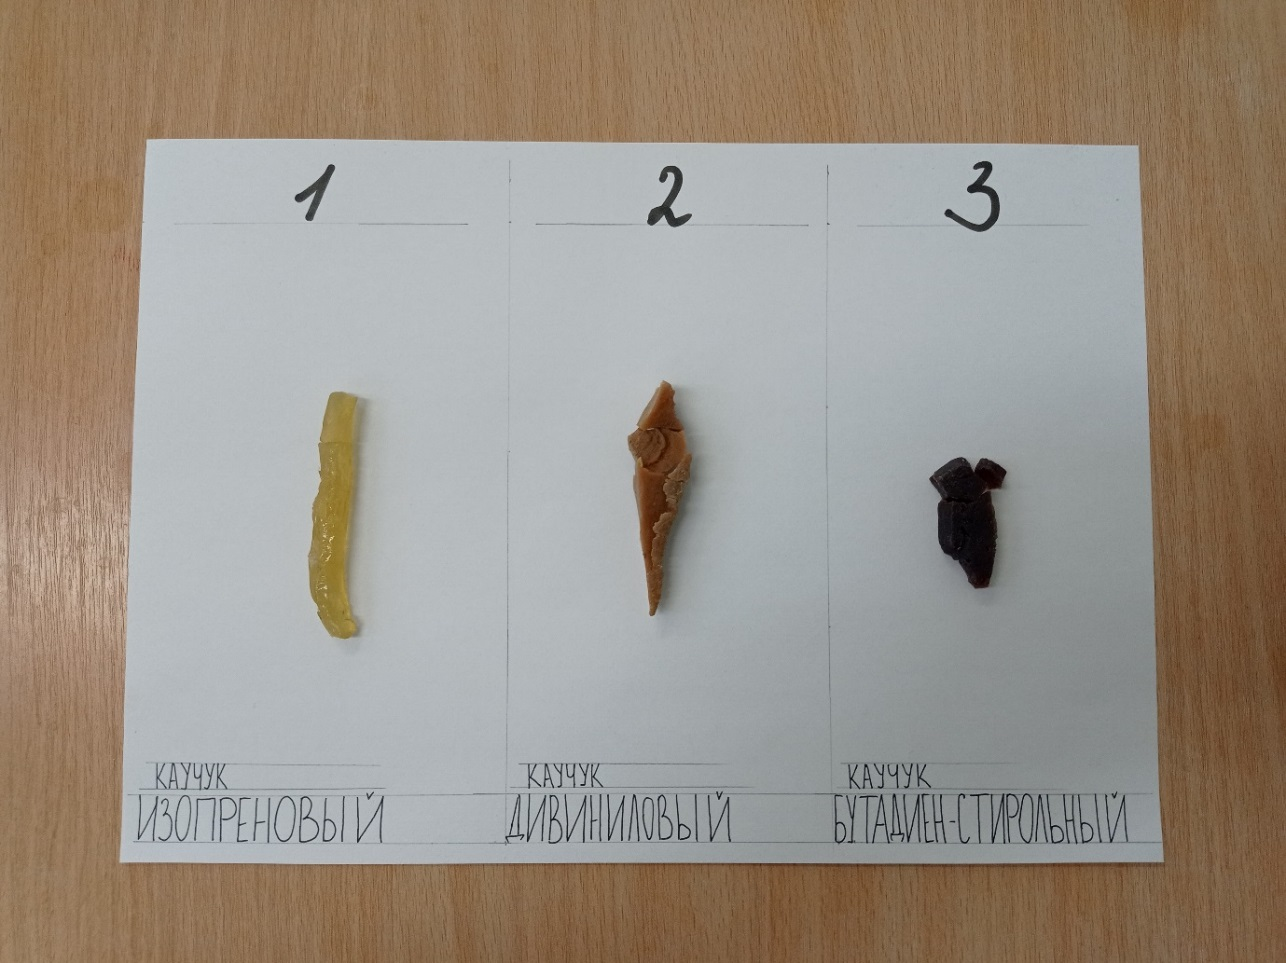 1
2
3
КАУЧУК
ИЗОПРЕНОВЫЙ
КАУЧУК
ДИВИНИЛОВЫЙ
КАУЧУК
БУТАДИЕН-СТИРОЛЬНЫЙ